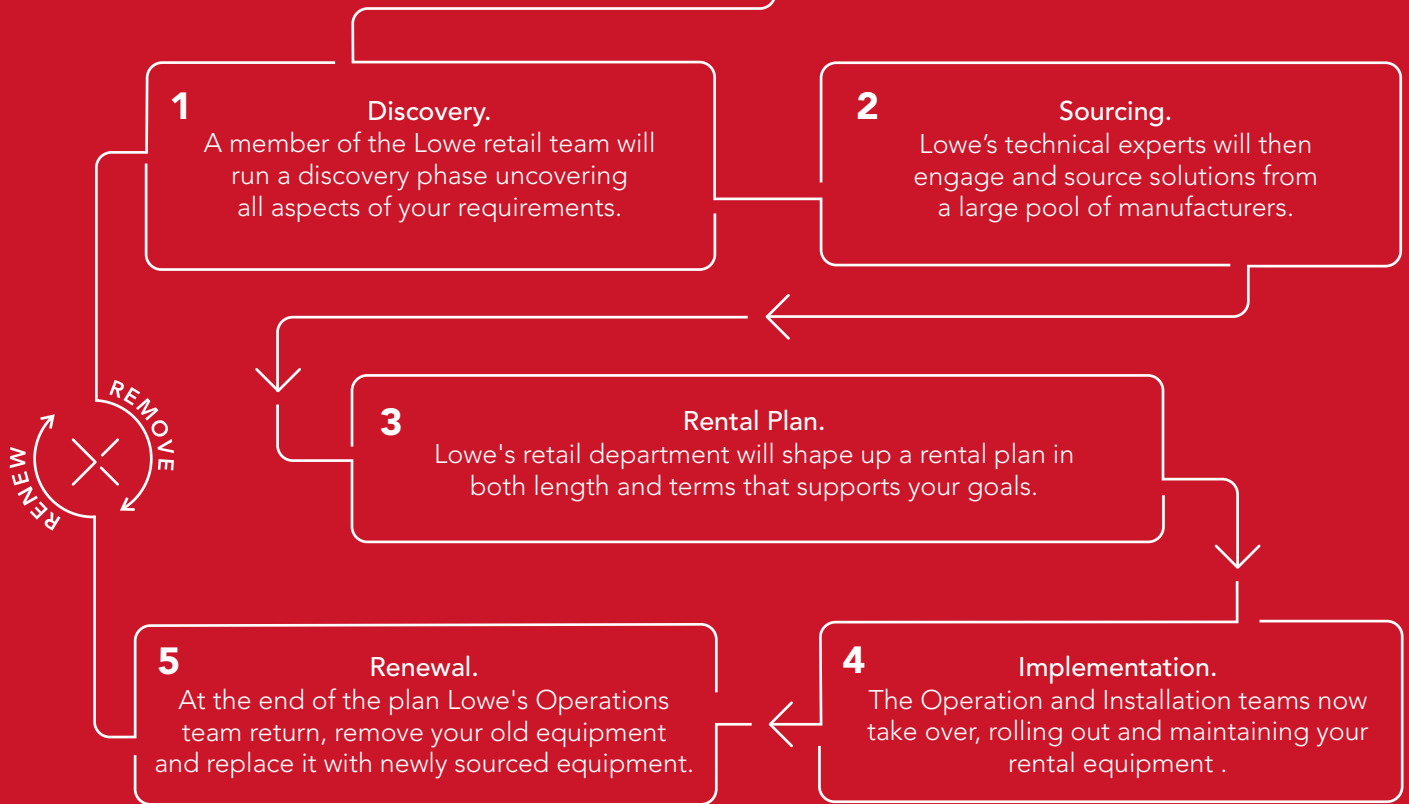 1
Discovery.
A member of the Lowe retail team will
run a discovery phase uncovering
all aspects of your requirements.
2
Sourcing.
Lowe’s technical experts will then
engage and source solutions from
a large pool of manufacturers.
3
Rental Plan.
Lowe's retail department will shape up a rental plan in
both length and terms that supports your goals.
4
Implementation.
The Operation and Installation teams now
take over, rolling out and maintaining your
rental equipment .
5
Renewal.
At the end of the plan Lowe's Operations
team return, remove your old equipment
and replace it with newly sourced equipment.
REMOVE
RENEW